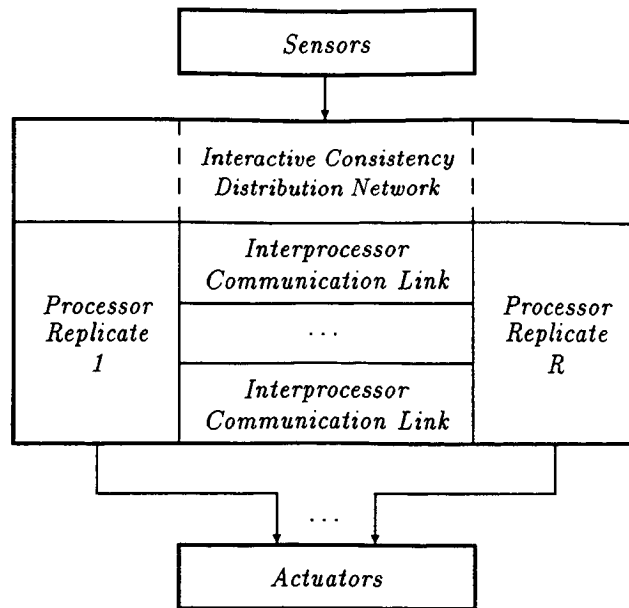 Sensors
Interactive Consistency
Distribution Network
Interprocessor
Communication Link
Processor
Replicate
1
...
Processor
Replicate
R
Interprocessor
Communication Link
...
Actuators